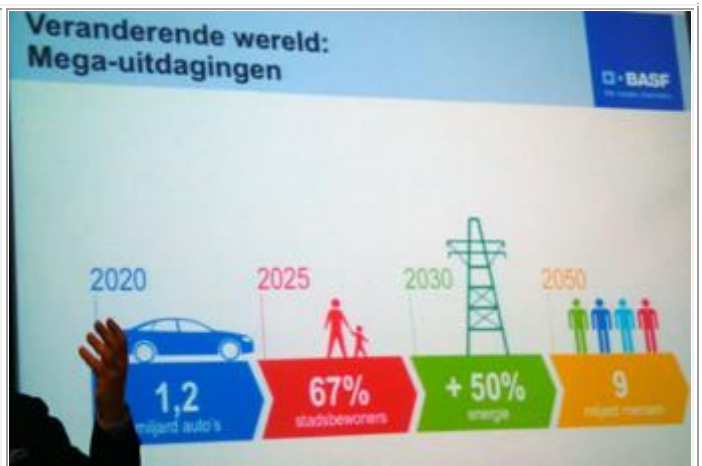 Veranderende wereld:
Mega-uitdagingen
BASF
2020
2025
2030
2050
1,2
miljard auto's
67%
stadsbewoners
+ 50%
energie
9
miljard mensen